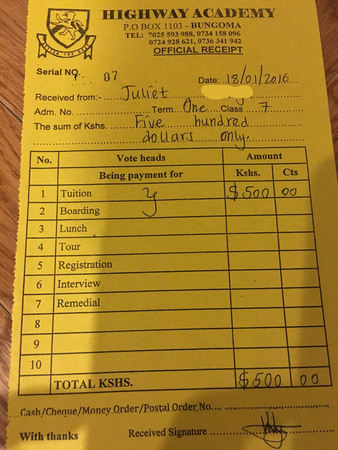 HIGHWAY ACADEMY
P.O BOX 1103 - BUNGOMA
TEL: 7025 593 988, 0734 158 096
0724 928 621, 0736 341 942
OFFICIAL RECEIPT
Serial NO. 07
Date: 18/01/2016
Received from:- Juliet
Adm. No. Term One Class 7
The sum of Kshs. Five hundred
dollars only.
No. Vote heads Amount
Being payment for Kshs. Cts
1 Tuition $500 00
2 Boarding
3 Lunch
4 Tour
5 Registration
6 Interview
7 Remedial
8
9
10
TOTAL KSHS. $500 00
Cash/Cheque/Money Order/Postal Order No.
With thanks Received Signature